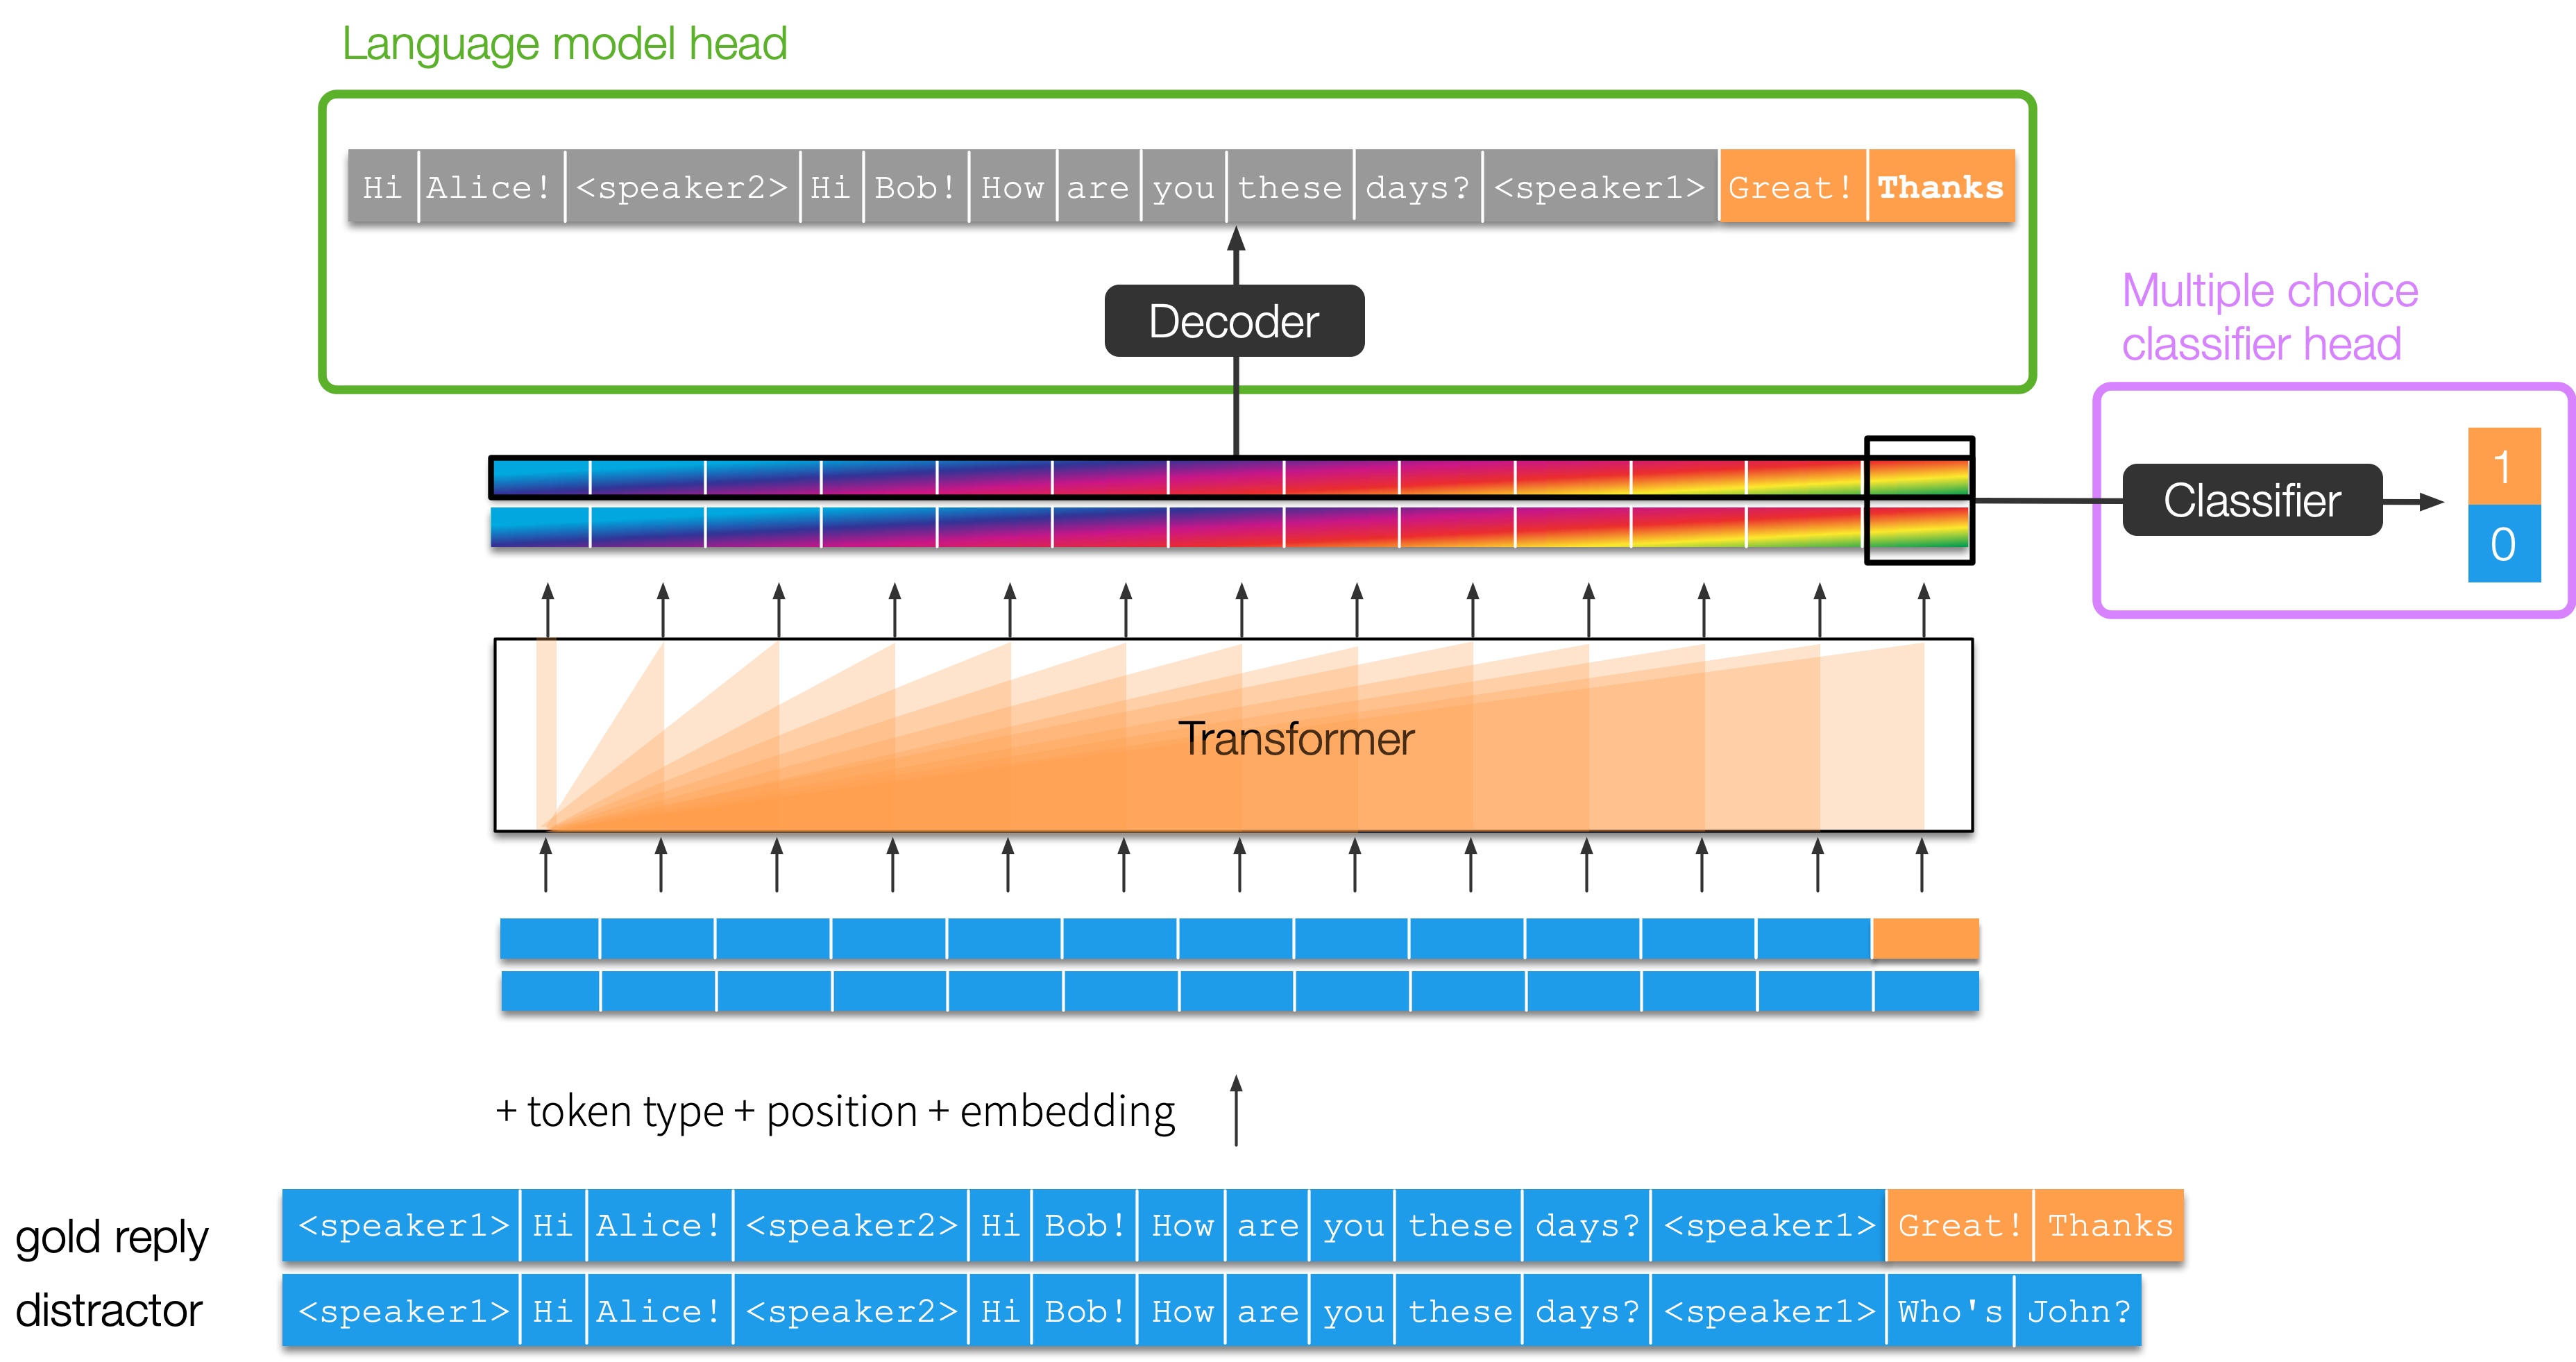 Language model head
Hi Alice! <speaker2> Hi Bob! How are you these days? <speaker1> Great! Thanks
Decoder
Multiple choice
classifier head
Classifier
1
0
Transformer
+ token type + position + embedding
gold reply <speaker1> Hi Alice! <speaker2> Hi Bob! How are you these days? <speaker1> Great! Thanks
distractor <speaker1> Hi Alice! <speaker2> Hi Bob! How are you these days? <speaker1> Who's John?